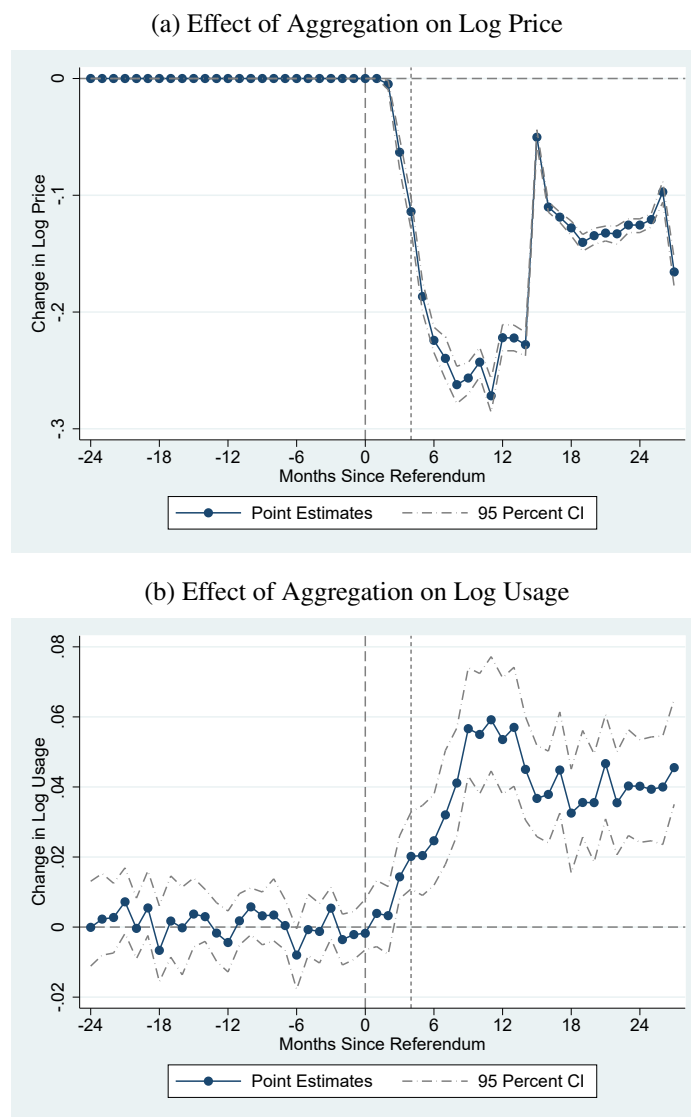 (a) Effect of Aggregation on Log Price
Change in Log Price
0
-.1
-.2
-.3
-24 -18 -12 -6 0 6 12 18 24
Months Since Referendum
Point Estimates 95 Percent CI
(b) Effect of Aggregation on Log Usage
Change in Log Usage
.08
.06
.04
.02
0
-.02
-24 -18 -12 -6 0 6 12 18 24
Months Since Referendum
Point Estimates 95 Percent CI